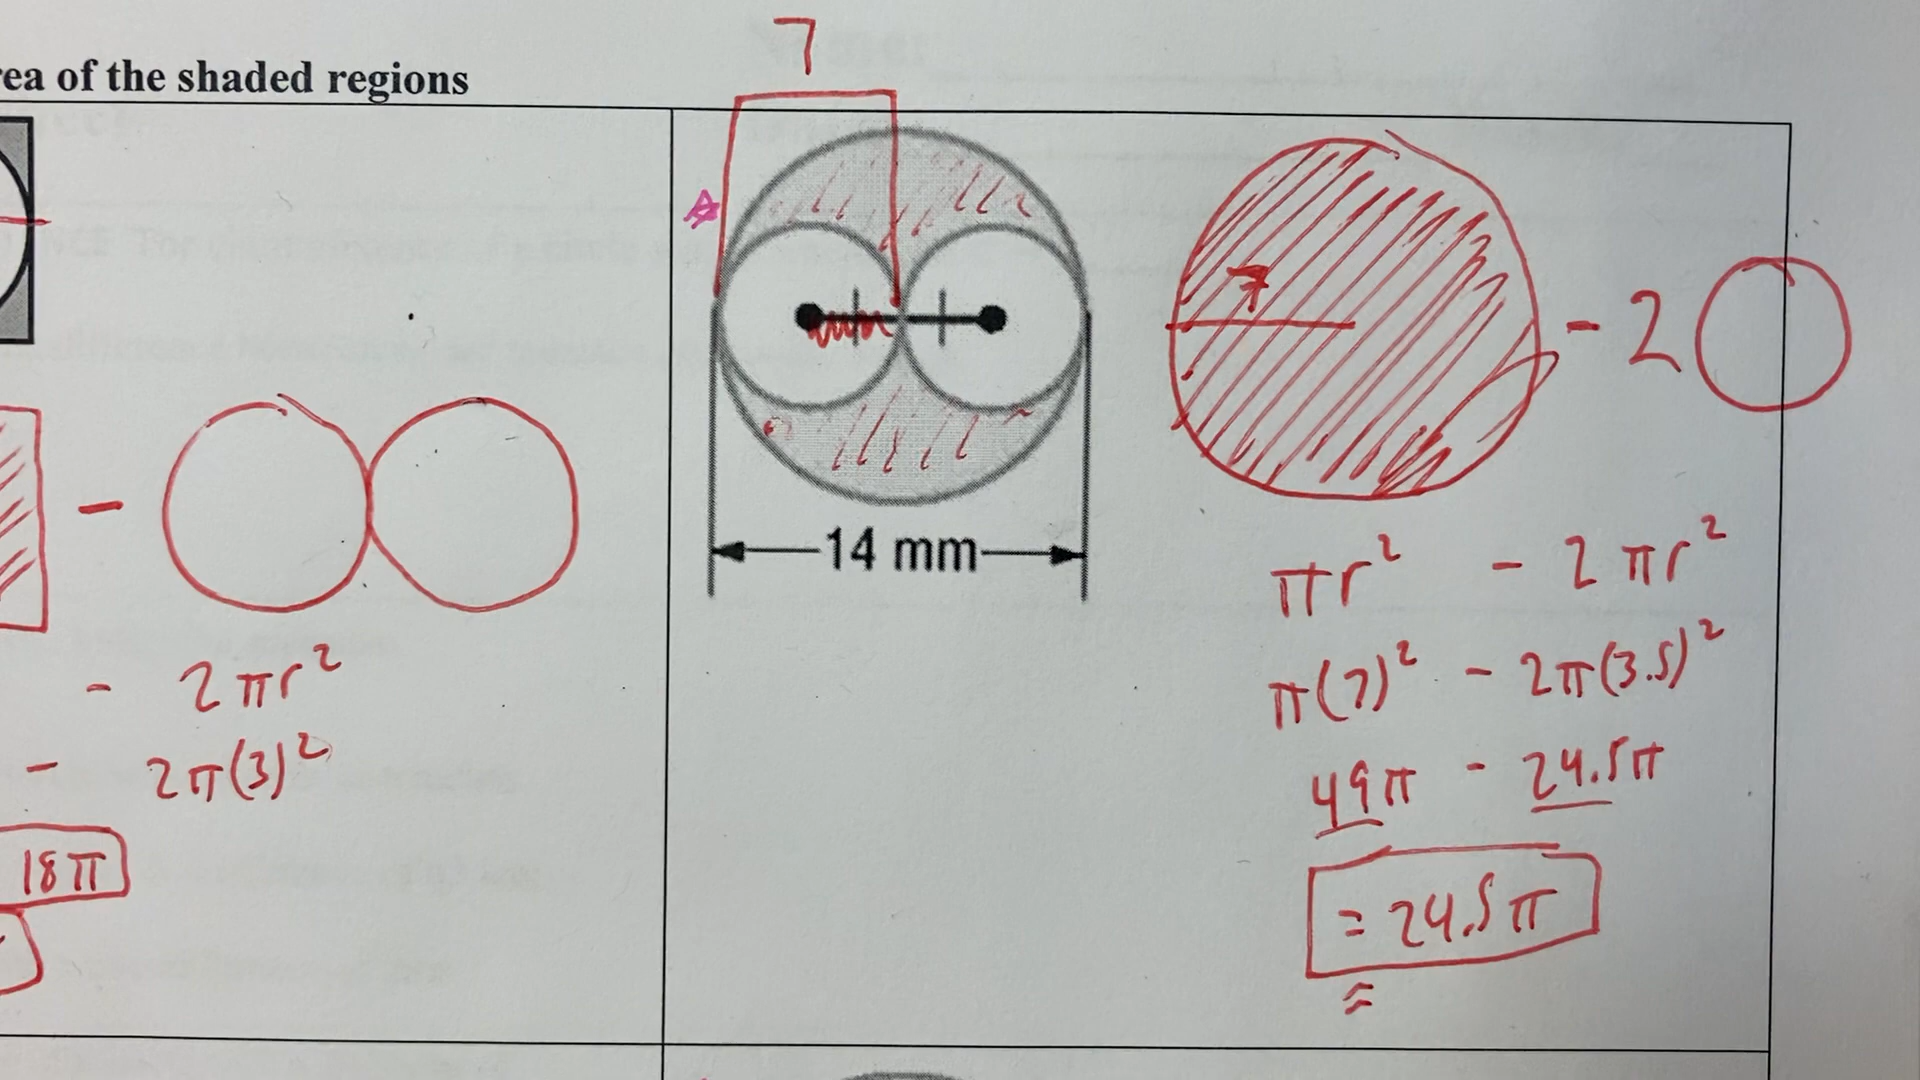 rea of the shaded regions
7
14 mm
7
- 2
πr² - 2πr²
π(7)² - 2π(3.5)²
49π - 24.5π
= 24.5π
≈
-
- 2πr²
- 2π(3)²
18π